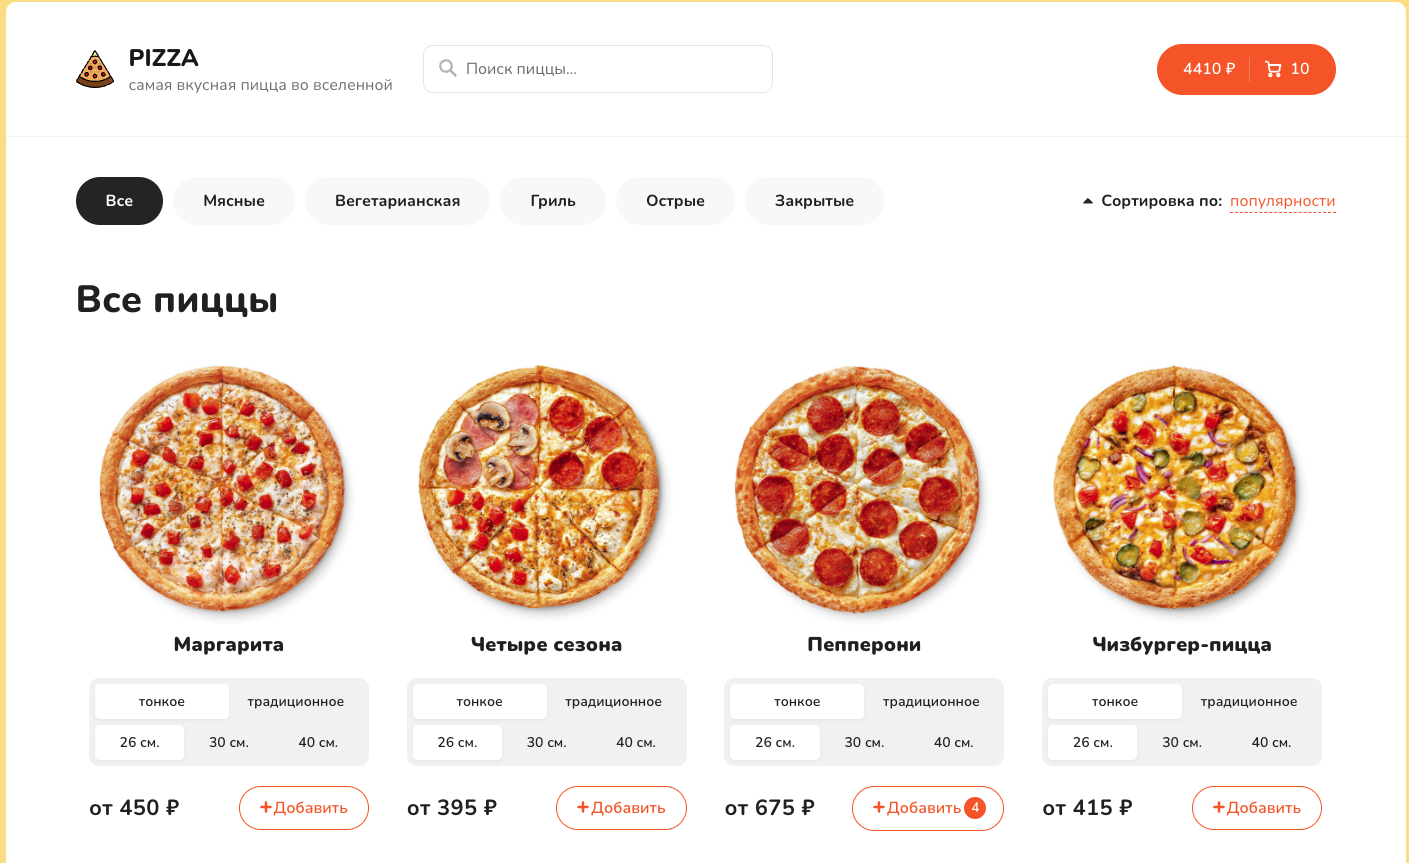 PIZZA
самая вкусная пицца во вселенной
Поиск пиццы...
4410 ₽ 10
Все Мясные Вегетарианская Гриль Острые Закрытые Сортировка по: популярности
Все пиццы
Маргарита Четыре сезона Пепперони Чизбургер-пицца
тонкое традиционное тонкое традиционное тонкое традиционное тонкое традиционное
26 см. 30 см. 40 см. 26 см. 30 см. 40 см. 26 см. 30 см. 40 см. 26 см. 30 см. 40 см.
от 450 ₽ +Добавить от 395 ₽ +Добавить от 675 ₽ +Добавить 4 от 415 ₽ +Добавить